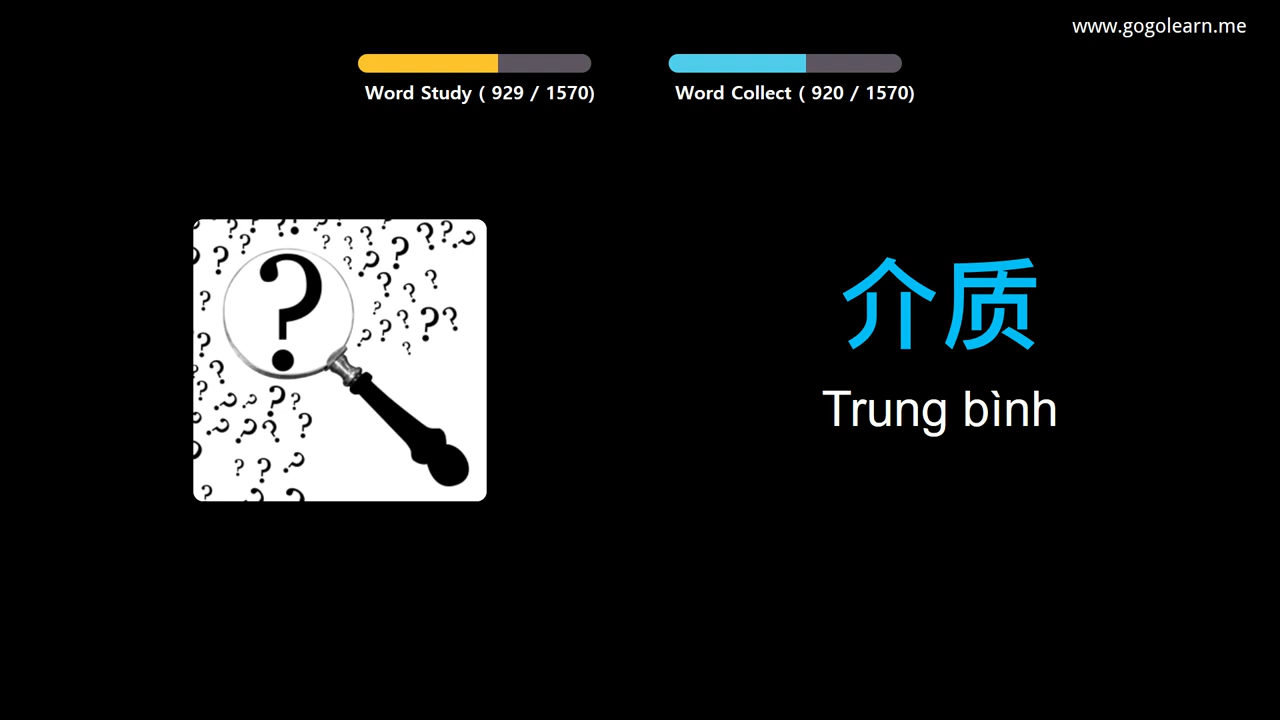 www.gogolearn.me
Word Study ( 929 / 1570)
Word Collect ( 920 / 1570)
介质
Trung bình